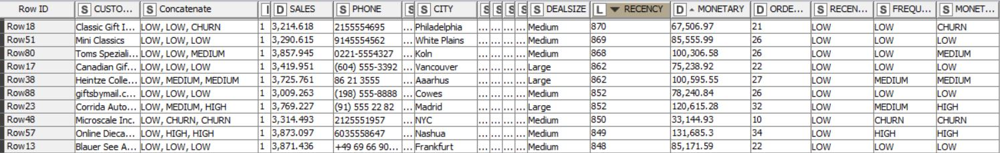 Row ID S CUSTO... S Concatenate I D SALES S PHONE S S CITY S S S S S DEALSIZE L RECENCY D MONETARY D ORDE... S RECEN... S FREQU... S MONET...
Row18 Classic Gift I... LOW, LOW, CHURN 1 3,214.618 2155554695 ... Philadelphia ... ... ... ... Medium 870 67,506.97 21 LOW LOW CHURN
Row51 Mini Classics LOW, LOW, LOW 1 3,290.615 9145554562 ... White Plains ... ... ... ... Medium 869 85,555.99 26 LOW LOW LOW
Row80 Toms Speziali... LOW, LOW, MEDIUM 1 3,857.945 0221-5554327 ... Koln ... ... ... ... Medium 868 100,306.58 26 LOW LOW MEDIUM
Row17 Canadian Gif... LOW, LOW, LOW 1 3,419.951 (604) 555-3392 ... Vancouver ... ... ... ... Large 862 75,238.92 22 LOW LOW LOW
Row38 Heintze Colle... LOW, MEDIUM, MEDIUM 1 3,725.761 86 21 3555 ... Aaarhus ... ... ... ... Large 862 100,595.55 27 LOW MEDIUM MEDIUM
Row88 giftsbymail.c... LOW, LOW, LOW 1 3,009.263 (198) 555-8888 ... Cowes ... ... ... ... Medium 852 78,240.84 26 LOW LOW LOW
Row23 Corrida Auto... LOW, MEDIUM, HIGH 1 3,769.227 (91) 555 22 82 ... Madrid ... ... ... ... Large 852 120,615.28 32 LOW MEDIUM HIGH
Row48 Microscale Inc. LOW, CHURN, CHURN 1 3,314.493 2125551957 ... NYC ... ... ... ... Medium 850 33,144.93 10 LOW CHURN CHURN
Row57 Online Dieca... LOW, HIGH, HIGH 1 3,873.097 6035558647 ... Nashua ... ... ... ... Medium 849 131,685.3 34 LOW HIGH HIGH
Row13 Blauer See A... LOW, LOW, LOW 1 3,871.436 +49 69 66 90... ... Frankfurt ... ... ... ... Medium 848 85,171.59 22 LOW LOW LOW